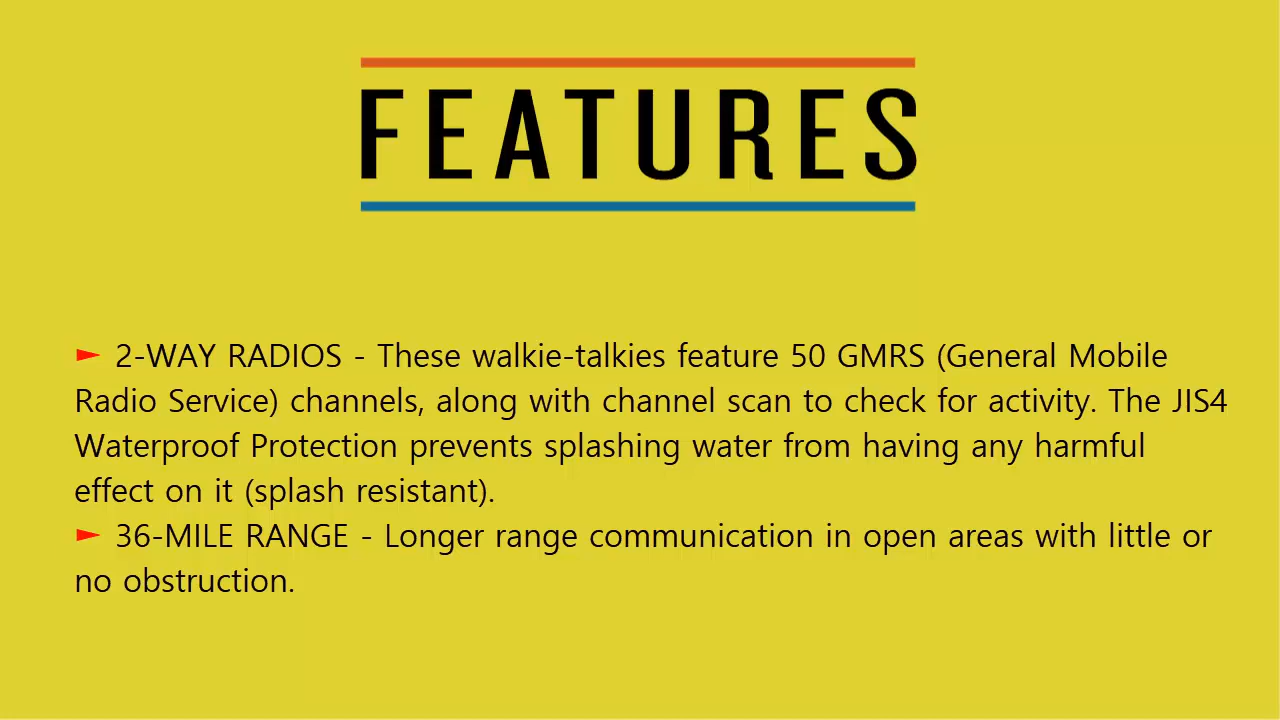 FEATURES
► 2-WAY RADIOS - These walkie-talkies feature 50 GMRS (General Mobile
Radio Service) channels, along with channel scan to check for activity. The JIS4
Waterproof Protection prevents splashing water from having any harmful
effect on it (splash resistant).
► 36-MILE RANGE - Longer range communication in open areas with little or
no obstruction.